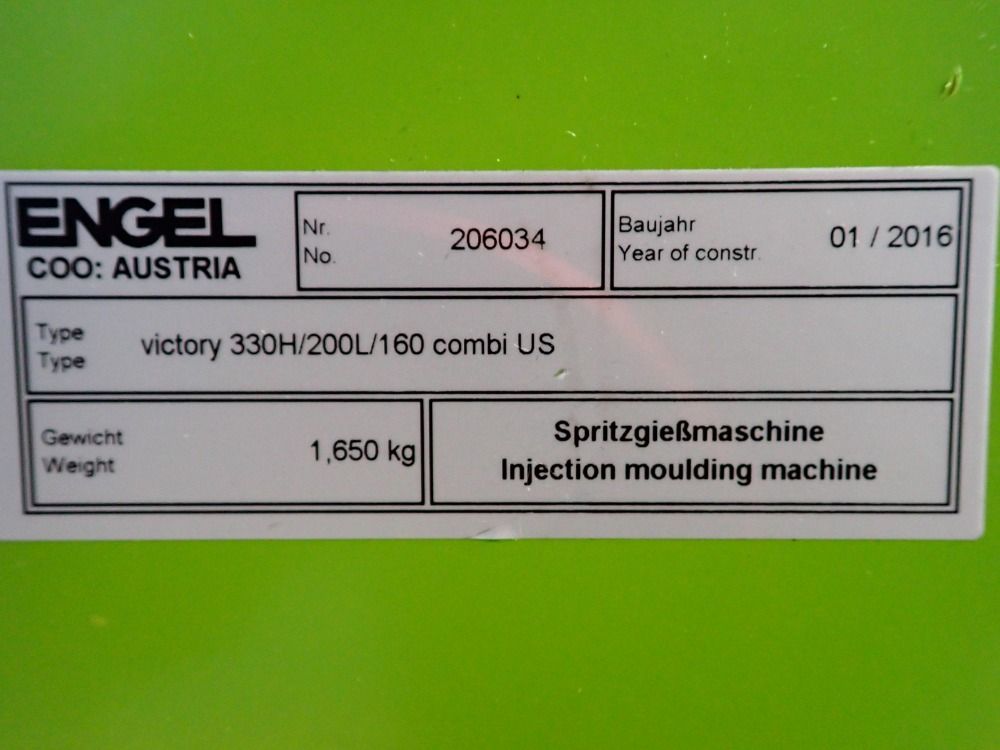 ENGEL
COO: AUSTRIA
Nr.
No.
206034
Baujahr
Year of constr.
01 / 2016
Type
Type
victory 330H/200L/160 combi US
Gewicht
Weight
1,650 kg
Spritzgießmaschine
Injection moulding machine